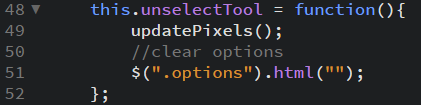 48 ▼ this.unselectTool = function(){
49 updatePixels();
50 //clear options
51 $(".options").html("");
52 };